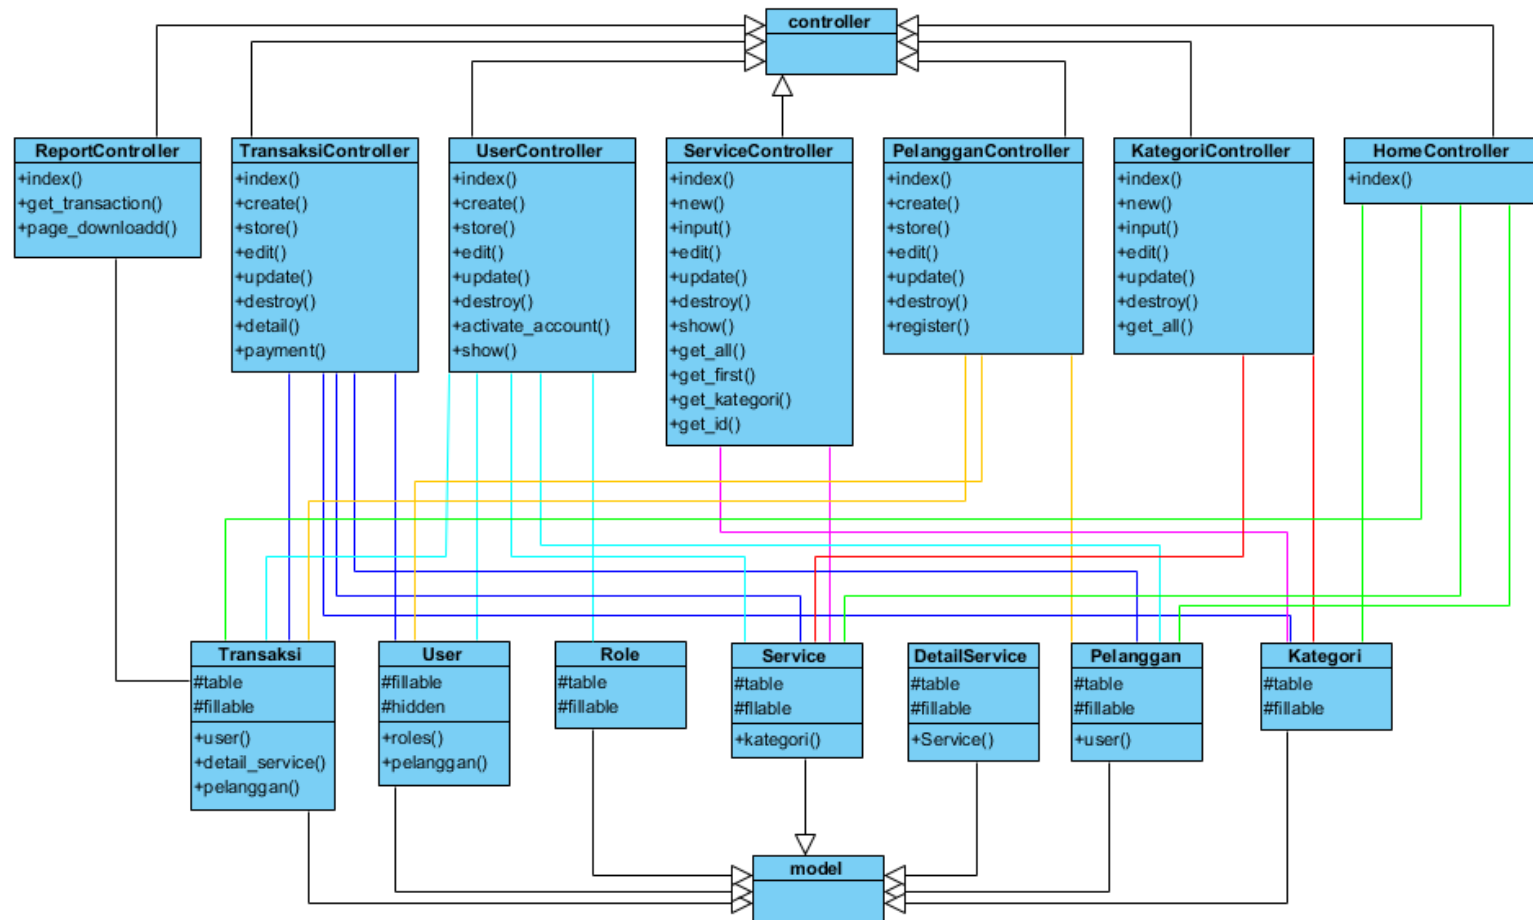 controller
ReportController
+index()
+get_transaction()
+page_downloadd()
TransaksiController
+index()
+create()
+store()
+edit()
+update()
+destroy()
+detail()
+payment()
UserController
+index()
+create()
+store()
+edit()
+update()
+destroy()
+activate_account()
+show()
ServiceController
+index()
+new()
+input()
+edit()
+update()
+destroy()
+show()
+get_all()
+get_first()
+get_kategori()
+get_id()
PelangganController
+index()
+create()
+store()
+edit()
+update()
+destroy()
+register()
KategoriController
+index()
+new()
+input()
+edit()
+update()
+destroy()
+get_all()
HomeController
+index()
Transaksi
#table
#fillable
+user()
+detail_service()
+pelanggan()
User
#fillable
#hidden
+roles()
+pelanggan()
Role
#table
#fillable
Service
#table
#fllable
+kategori()
DetailService
#table
#fillable
+Service()
Pelanggan
#table
#fillable
+user()
Kategori
#table
#fillable
model